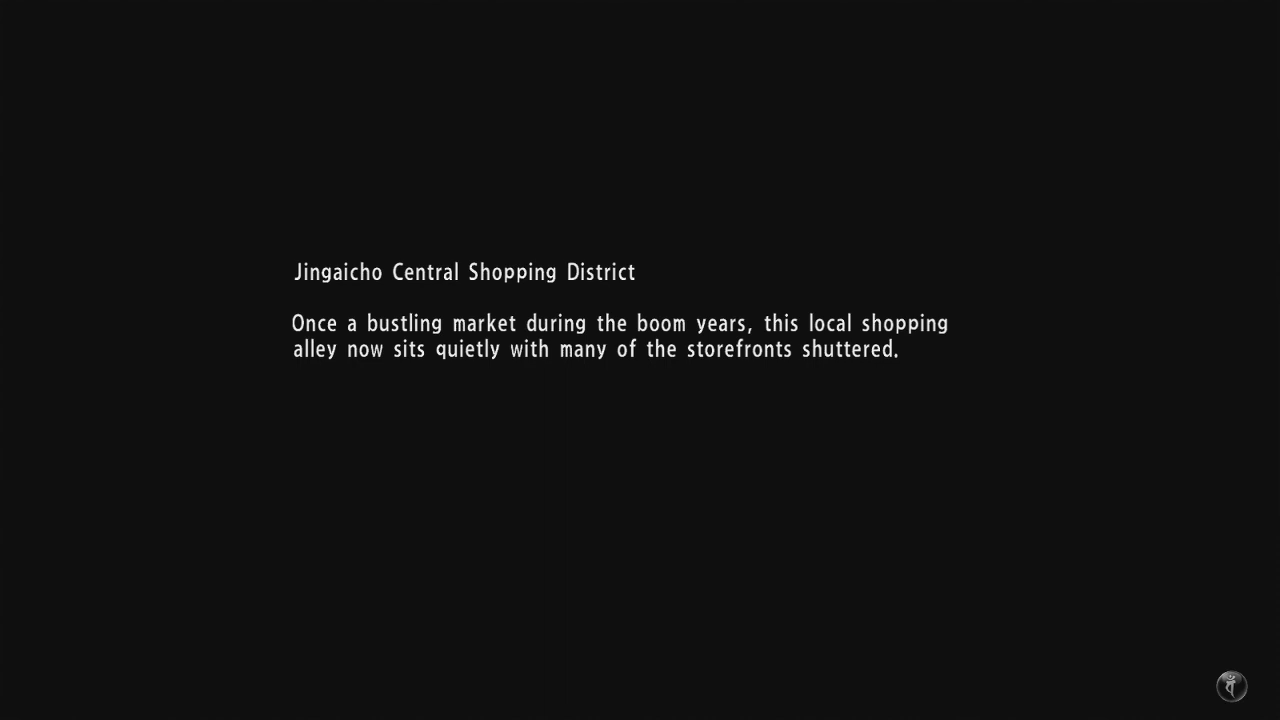 Jingaicho Central Shopping District
Once a bustling market during the boom years, this local shopping
alley now sits quietly with many of the storefronts shuttered.